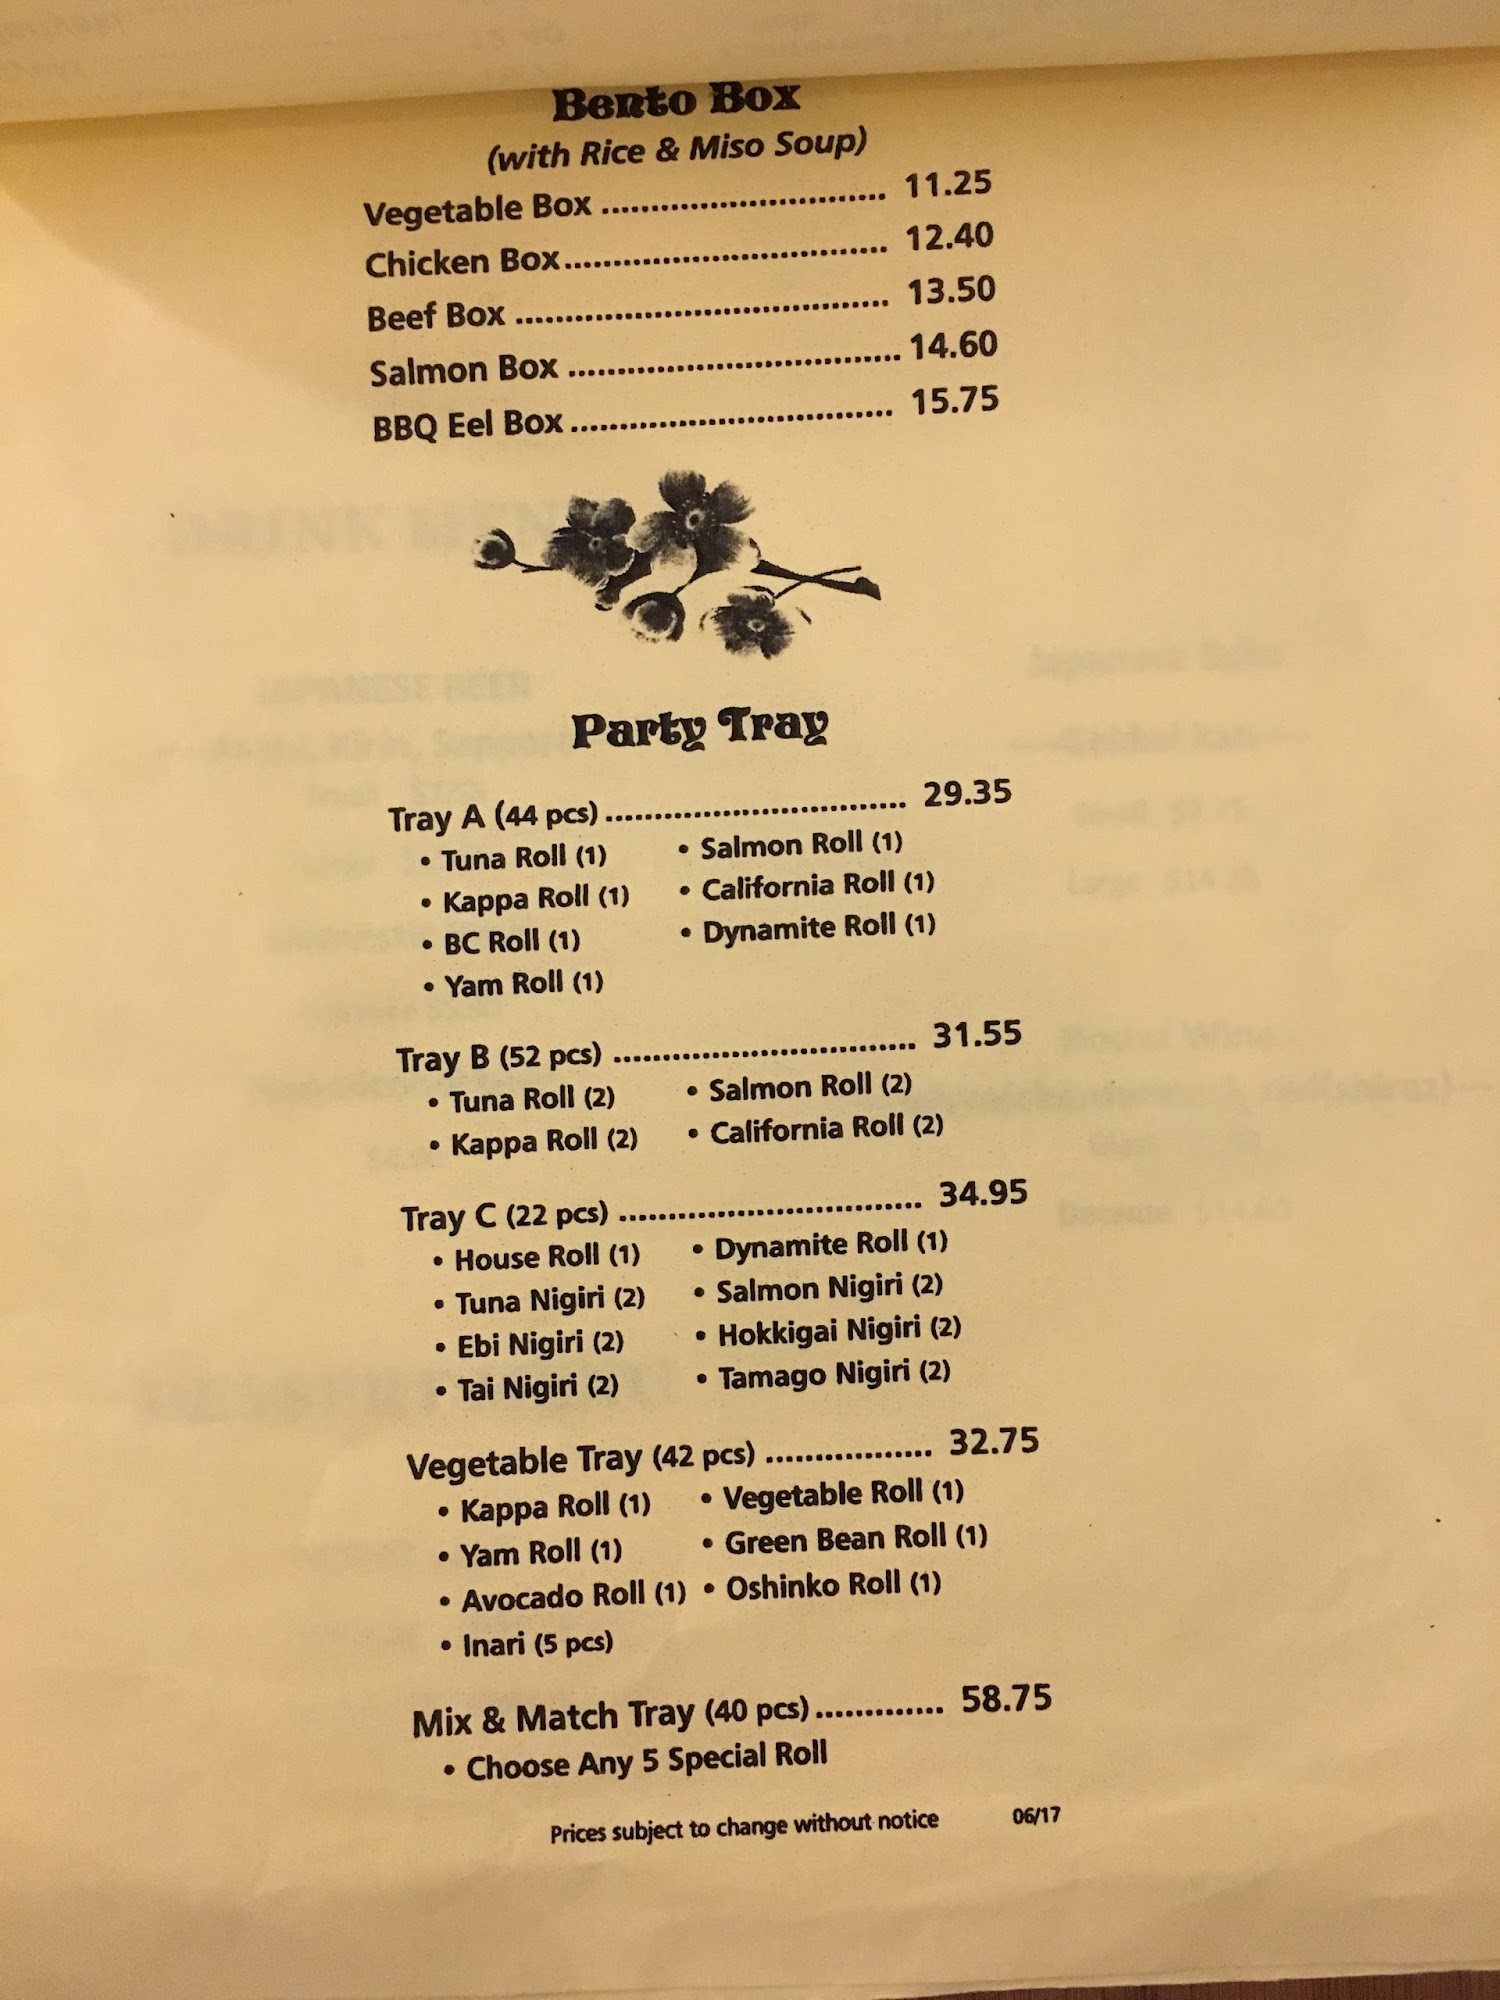 Bento Box
(with Rice & Miso Soup)
Vegetable Box ............................. 11.25
Chicken Box................................. 12.40
Beef Box ...................................... 13.50
Salmon Box .................................. 14.60
BBQ Eel Box................................. 15.75
Party Tray
Tray A (44 pcs)............................... 29.35
• Tuna Roll (1) • Salmon Roll (1)
• Kappa Roll (1) • California Roll (1)
• BC Roll (1) • Dynamite Roll (1)
• Yam Roll (1)
Tray B (52 pcs) ............................... 31.55
• Tuna Roll (2) • Salmon Roll (2)
• Kappa Roll (2) • California Roll (2)
Tray C (22 pcs) ............................... 34.95
• House Roll (1) • Dynamite Roll (1)
• Tuna Nigiri (2) • Salmon Nigiri (2)
• Ebi Nigiri (2) • Hokkigai Nigiri (2)
• Tai Nigiri (2) • Tamago Nigiri (2)
Vegetable Tray (42 pcs) ................. 32.75
• Kappa Roll (1) • Vegetable Roll (1)
• Yam Roll (1) • Green Bean Roll (1)
• Avocado Roll (1) • Oshinko Roll (1)
• Inari (5 pcs)
Mix & Match Tray (40 pcs)............. 58.75
• Choose Any 5 Special Roll
Prices subject to change without notice 06/17